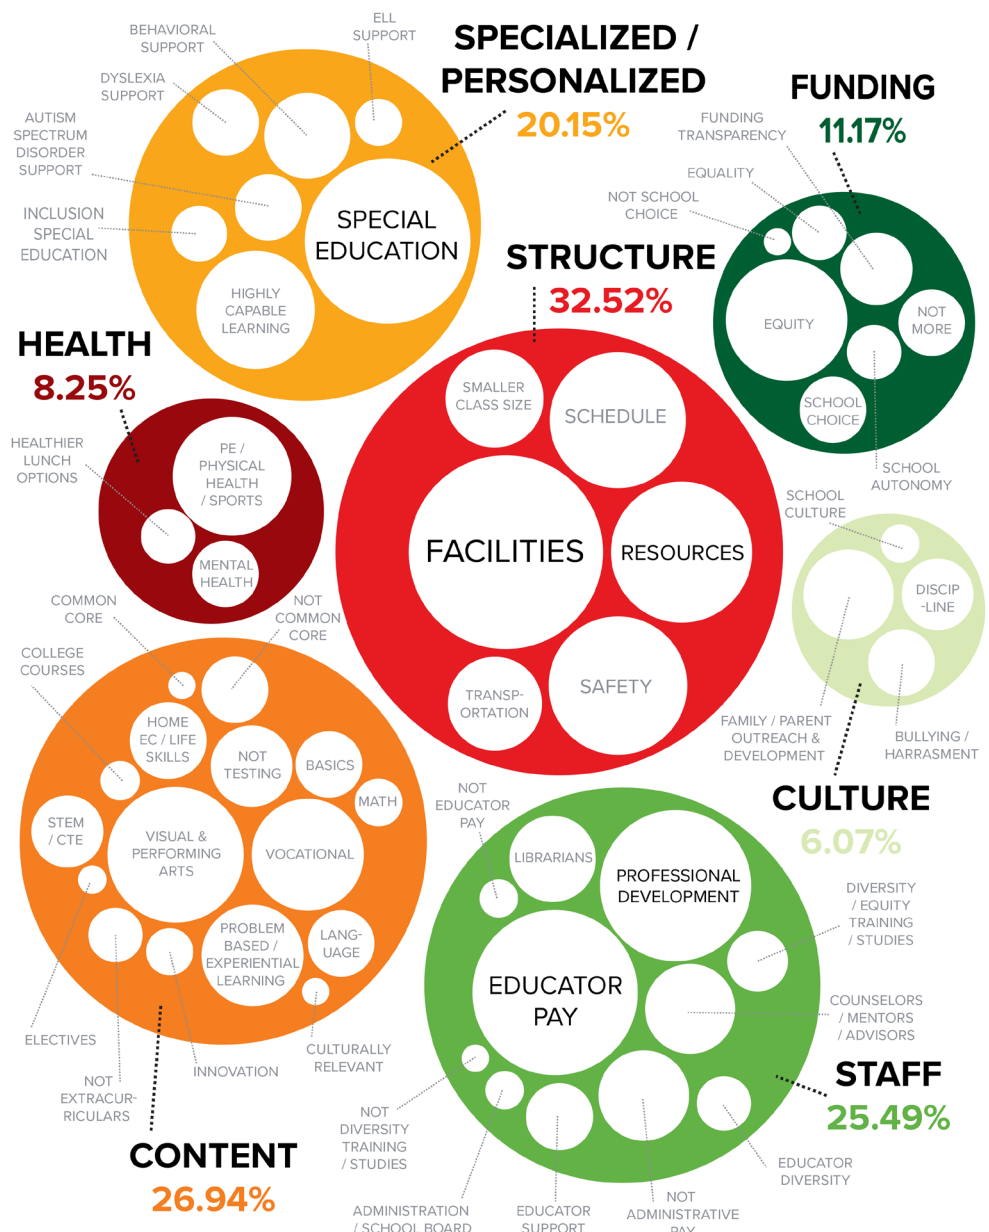 ELL
SUPPORT
BEHAVIORAL
SUPPORT
DYSLEXIA
SUPPORT
AUTISM
SPECTRUM
DISORDER
SUPPORT
INCLUSION
SPECIAL
EDUCATION
SPECIALIZED /
PERSONALIZED
20.15%
SPECIAL
EDUCATION
HIGHLY
CAPABLE
LEARNING
FUNDING
11.17%
FUNDING
TRANSPARENCY
EQUALITY
NOT SCHOOL
CHOICE
EQUITY
NOT
MORE
SCHOOL
CHOICE
SCHOOL
AUTONOMY
STRUCTURE
32.52%
SMALLER
CLASS SIZE
SCHEDULE
FACILITIES
RESOURCES
TRANSP-
ORTATION
SAFETY
HEALTH
8.25%
HEALTHIER
LUNCH
OPTIONS
PE /
PHYSICAL
HEALTH
/ SPORTS
MENTAL
HEALTH
SCHOOL
CULTURE
DISCIP
-LINE
FAMILY / PARENT
OUTREACH &
DEVELOPMENT
BULLYING /
HARRASMENT
CULTURE
6.07%
COMMON
CORE
NOT
COMMON
CORE
COLLEGE
COURSES
HOME
EC / LIFE
SKILLS
NOT
TESTING
BASICS
MATH
STEM
/ CTE
VISUAL &
PERFORMING
ARTS
VOCATIONAL
PROBLEM
BASED /
EXPERIENTIAL
LEARNING
LANG-
UAGE
ELECTIVES
NOT
EXTRACUR-
RICULARS
INNOVATION
CULTURALLY
RELEVANT
CONTENT
26.94%
NOT
EDUCATOR
PAY
LIBRARIANS
PROFESSIONAL
DEVELOPMENT
DIVERSITY
/ EQUITY
TRAINING
/ STUDIES
EDUCATOR
PAY
COUNSELORS
/ MENTORS
/ ADVISORS
STAFF
25.49%
NOT
DIVERSITY
TRAINING
/ STUDIES
EDUCATOR
DIVERSITY
ADMINISTRATION
/ SCHOOL BOARD
EDUCATOR
SUPPORT
NOT
ADMINISTRATIVE
PAY